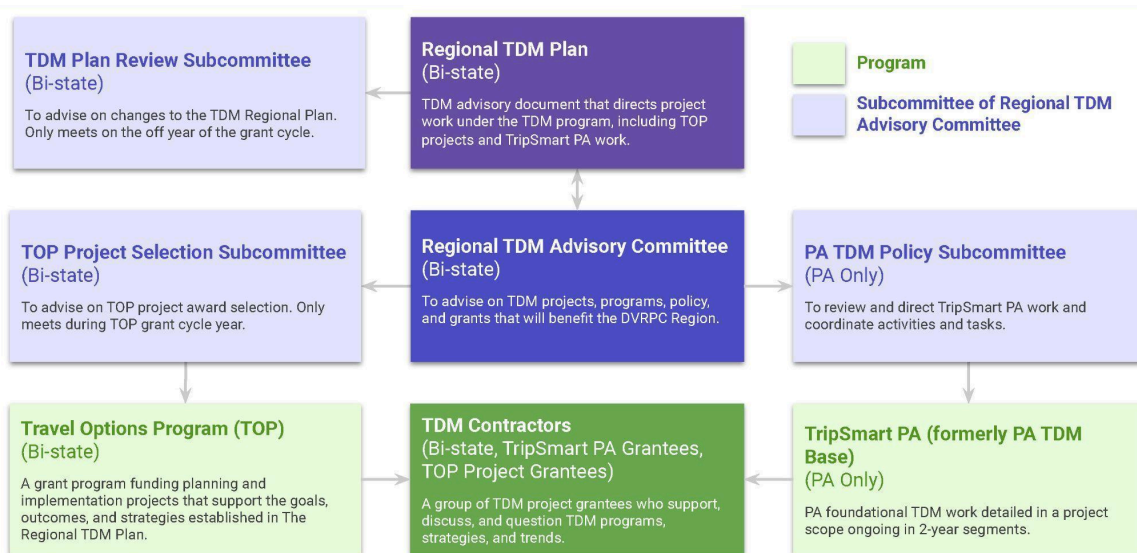 TDM Plan Review Subcommittee
(Bi-state)
To advise on changes to the TDM Regional Plan.
Only meets on the off year of the grant cycle.
Regional TDM Plan
(Bi-state)
TDM advisory document that directs project
work under the TDM program, including TOP
projects and TripSmart PA work.
Program
Subcommittee of Regional TDM
Advisory Committee
TOP Project Selection Subcommittee
(Bi-state)
To advise on TOP project award selection. Only
meets during TOP grant cycle year.
Regional TDM Advisory Committee
(Bi-state)
To advise on TDM projects, programs, policy,
and grants that will benefit the DVRPC Region.
PA TDM Policy Subcommittee
(PA Only)
To review and direct TripSmart PA work and
coordinate activities and tasks.
Travel Options Program (TOP)
(Bi-state)
A grant program funding planning and
implementation projects that support the goals,
outcomes, and strategies established in The
Regional TDM Plan.
TDM Contractors
(Bi-state, TripSmart PA Grantees,
TOP Project Grantees)
A group of TDM project grantees who support,
discuss, and question TDM programs,
strategies, and trends.
TripSmart PA (formerly PA TDM
Base)
(PA Only)
PA foundational TDM work detailed in a project
scope ongoing in 2-year segments.